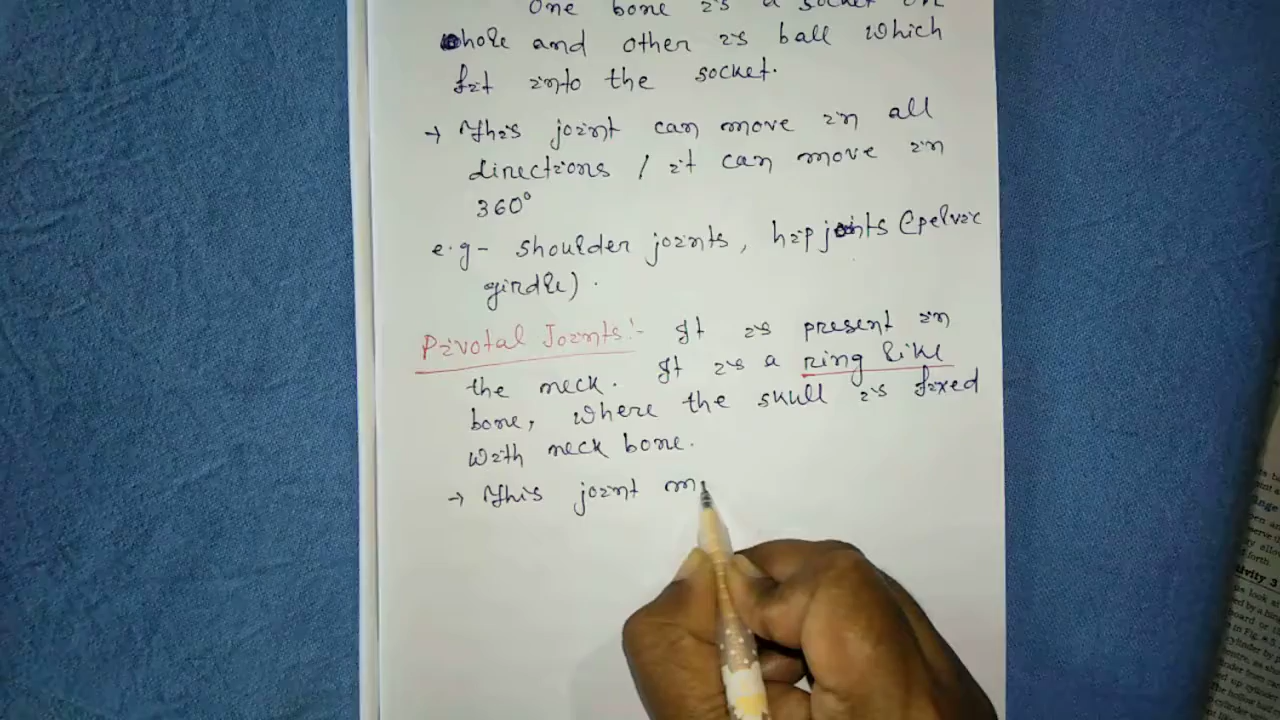 One bone is a socket or
hole and other is ball which
fit into the socket.
→ This joint can move in all
directions / it can move in
360°
e.g- shoulder joints, hip joints (pelvic
girdle).
Pivotal Joints:- It is present in
the neck. It is a ring like
bone, where the skull is fixed
with neck bone.
→ This joint m
tivity 3